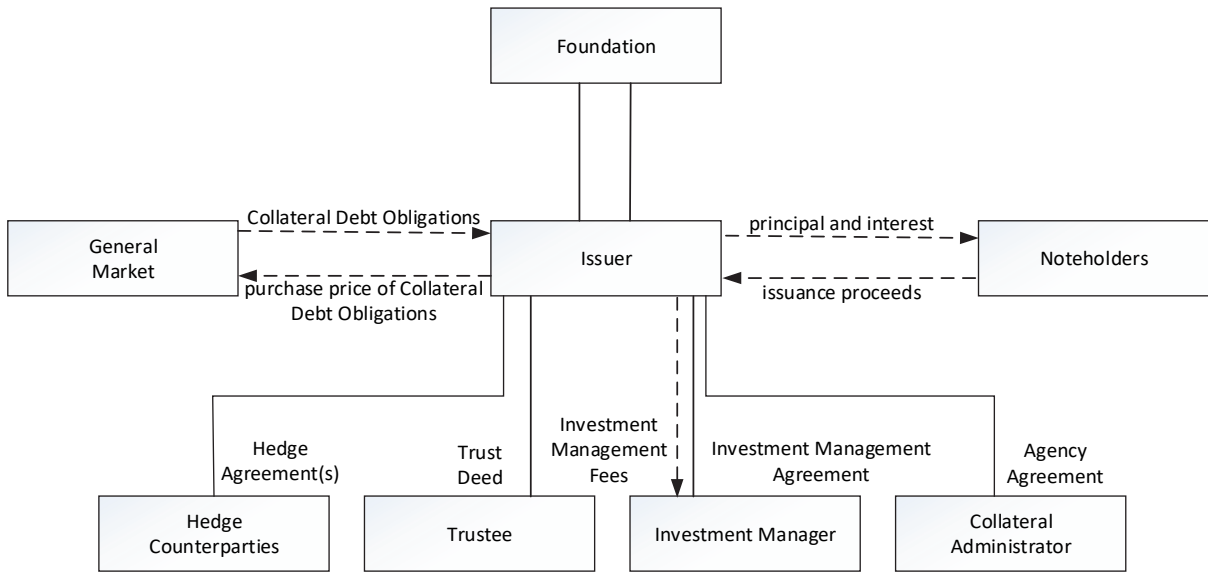 Foundation
Collateral Debt Obligations
General
Market
purchase price of Collateral
Debt Obligations
Issuer
principal and interest
issuance proceeds
Noteholders
Hedge
Agreement(s)
Trust
Deed
Investment
Management
Fees
Investment Management
Agreement
Agency
Agreement
Hedge
Counterparties
Trustee
Investment Manager
Collateral
Administrator